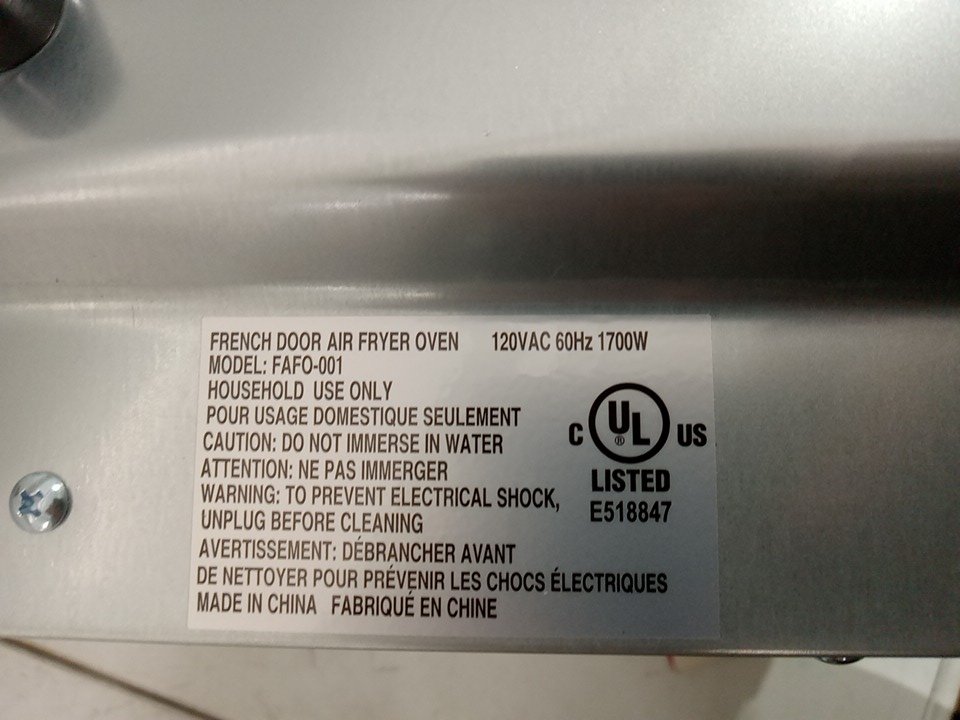 FRENCH DOOR AIR FRYER OVEN 120VAC 60Hz 1700W
MODEL: FAFO-001
HOUSEHOLD USE ONLY
POUR USAGE DOMESTIQUE SEULEMENT
CAUTION: DO NOT IMMERSE IN WATER
ATTENTION: NE PAS IMMERGER
WARNING: TO PREVENT ELECTRICAL SHOCK,
UNPLUG BEFORE CLEANING
AVERTISSEMENT: DÉBRANCHER AVANT
DE NETTOYER POUR PRÉVENIR LES CHOCS ÉLECTRIQUES
MADE IN CHINA FABRIQUÉ EN CHINE
C UL ® US
LISTED
E518847